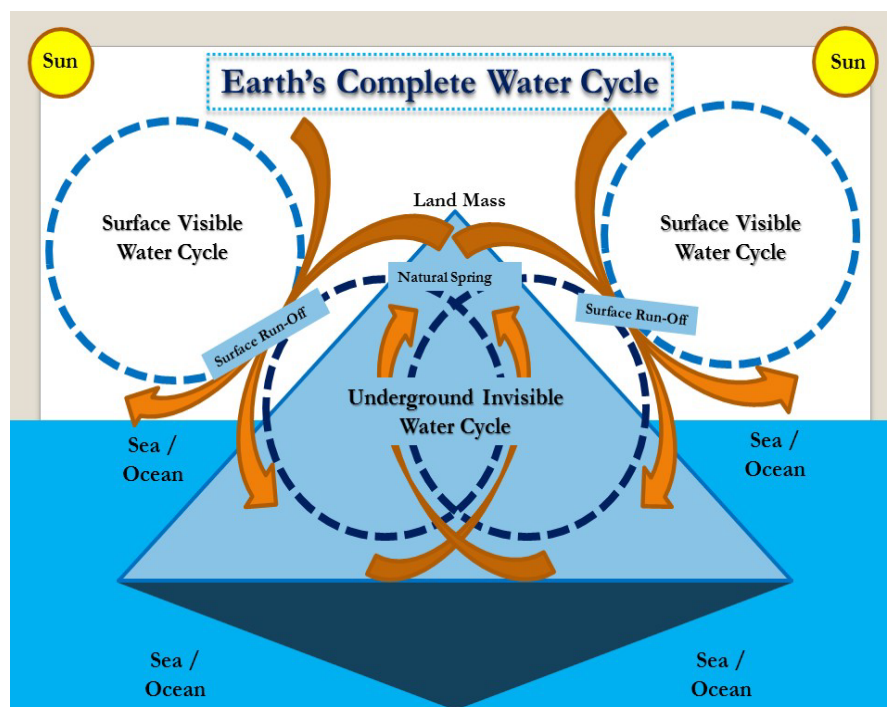 Sun
Sun
Earth's Complete Water Cycle
Land Mass
Surface Visible
Water Cycle
Surface Visible
Water Cycle
Natural Spring
Surface Run-Off
Surface Run-Off
Underground Invisible
Water Cycle
Sea /
Ocean
Sea /
Ocean
Sea /
Ocean
Sea /
Ocean